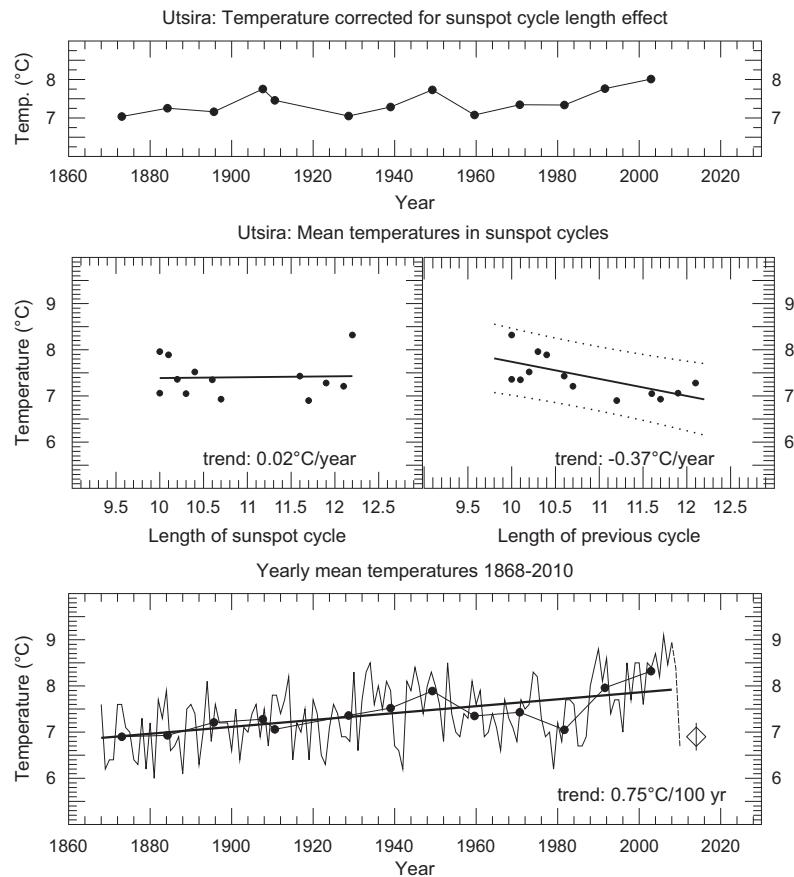 Utsira: Temperature corrected for sunspot cycle length effect
Temp. (°C)
8
7
8
7
1860 1880 1900 1920 1940 1960 1980 2000 2020
Year
Utsira: Mean temperatures in sunspot cycles
Temperature (°C)
9
8
7
6
9
8
7
6
trend: 0.02°C/year
trend: -0.37°C/year
9.5 10 10.5 11 11.5 12 12.5
9.5 10 10.5 11 11.5 12 12.5
Length of sunspot cycle
Length of previous cycle
Yearly mean temperatures 1868-2010
Temperature (°C)
9
8
7
6
9
8
7
6
trend: 0.75°C/100 yr
1860 1880 1900 1920 1940 1960 1980 2000 2020
Year